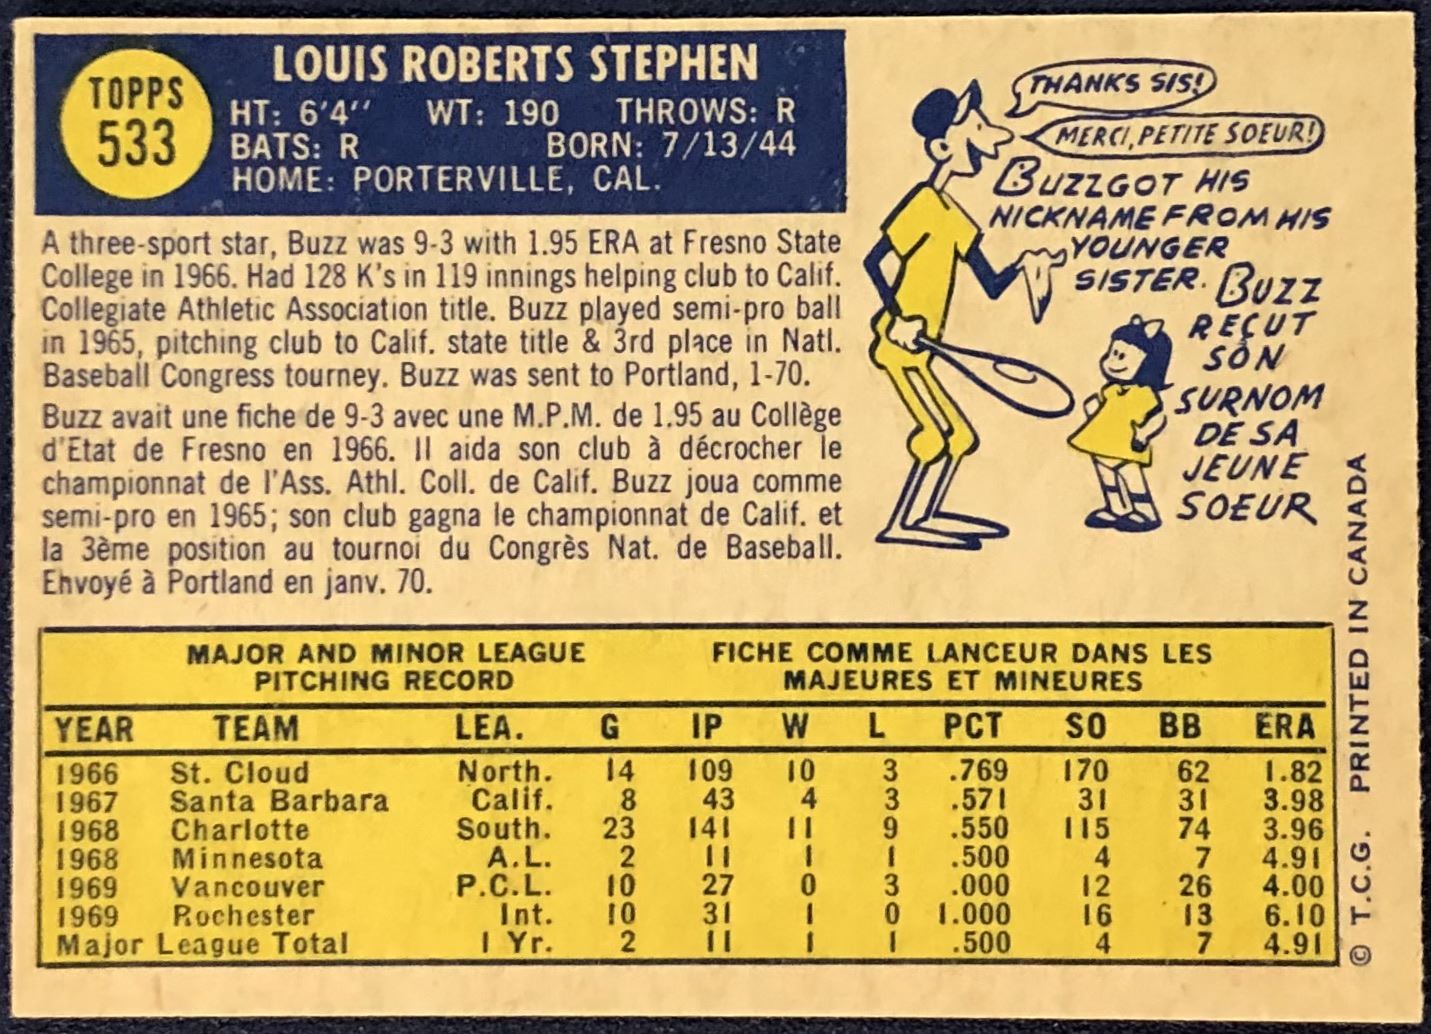 TOPPS
533
LOUIS ROBERTS STEPHEN
HT: 6'4'' WT: 190 THROWS: R
BATS: R BORN: 7/13/44
HOME: PORTERVILLE, CAL.
A three-sport star, Buzz was 9-3 with 1.95 ERA at Fresno State
College in 1966. Had 128 K's in 119 innings helping club to Calif.
Collegiate Athletic Association title. Buzz played semi-pro ball
in 1965, pitching club to Calif. state title & 3rd place in Natl.
Baseball Congress tourney. Buzz was sent to Portland, 1-70.
Buzz avait une fiche de 9-3 avec une M.P.M. de 1.95 au Collège
d'Etat de Fresno en 1966. Il aida son club à décrocher le
championnat de l'Ass. Athl. Coll. de Calif. Buzz joua comme
semi-pro en 1965; son club gagna le championnat de Calif. et
la 3ème position au tournoi du Congrès Nat. de Baseball.
Envoyé à Portland en janv. 70.
THANKS SIS!
MERCI, PETITE SOEUR!
BUZZ GOT HIS
NICKNAME FROM HIS
YOUNGER
SISTER.
BUZZ
REÇUT
SON
SURNOM
DE SA
JEUNE
SOEUR
MAJOR AND MINOR LEAGUE
PITCHING RECORD
FICHE COMME LANCEUR DANS LES
MAJEURES ET MINEURES
YEAR TEAM LEA. G IP W L PCT SO BB ERA
1966 St. Cloud North. 14 109 10 3 .769 170 62 1.82
1967 Santa Barbara Calif. 8 43 4 3 .571 31 31 3.98
1968 Charlotte South. 23 141 11 9 .550 115 74 3.96
1968 Minnesota A.L. 2 11 1 1 .500 4 7 4.91
1969 Vancouver P.C.L. 10 27 0 3 .000 12 26 4.00
1969 Rochester Int. 10 31 1 0 1.000 16 13 6.10
Major League Total 1 Yr. 2 11 1 1 .500 4 7 4.91
© T.C.G. PRINTED IN CANADA